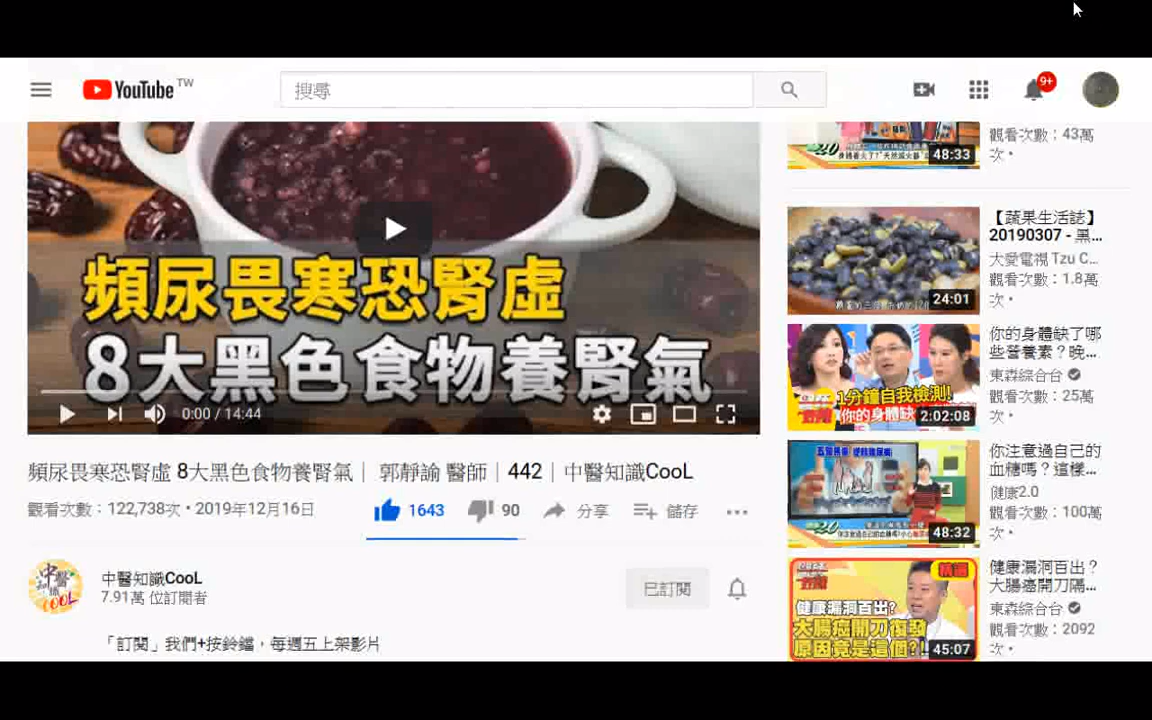 YouTube TW
搜尋
9+
頻尿畏寒恐腎虛
8大黑色食物養腎氣
0:00 / 14:44
頻尿畏寒恐腎虛 8大黑色食物養腎氣｜ 郭靜諭 醫師｜442｜中醫知識CooL
觀看次數：122,738次・2019年12月16日
1643
90
分享
儲存
中醫知識CooL
7.91萬 位訂閱者
已訂閱
「訂閱」我們+按鈴鐺，每週五上架影片
48:33
觀看次數：43萬
次・
24:01
【蔬果生活誌】
20190307 - 黑...
大愛電視 Tzu C...
觀看次數：1.8萬
次・
1分鐘自我檢測!
你的身體缺
2:02:08
你的身體缺了哪
些營養素？晚...
東森綜合台
觀看次數：25萬
次・
48:32
你注意過自己的
血糖嗎？這樣...
健康2.0
觀看次數：100萬
次・
精選
健康漏洞百出?
大腸癌開刀復發
原因竟是這個?!
45:07
健康漏洞百出？
大腸癌開刀隔...
東森綜合台
觀看次數：2092
次・